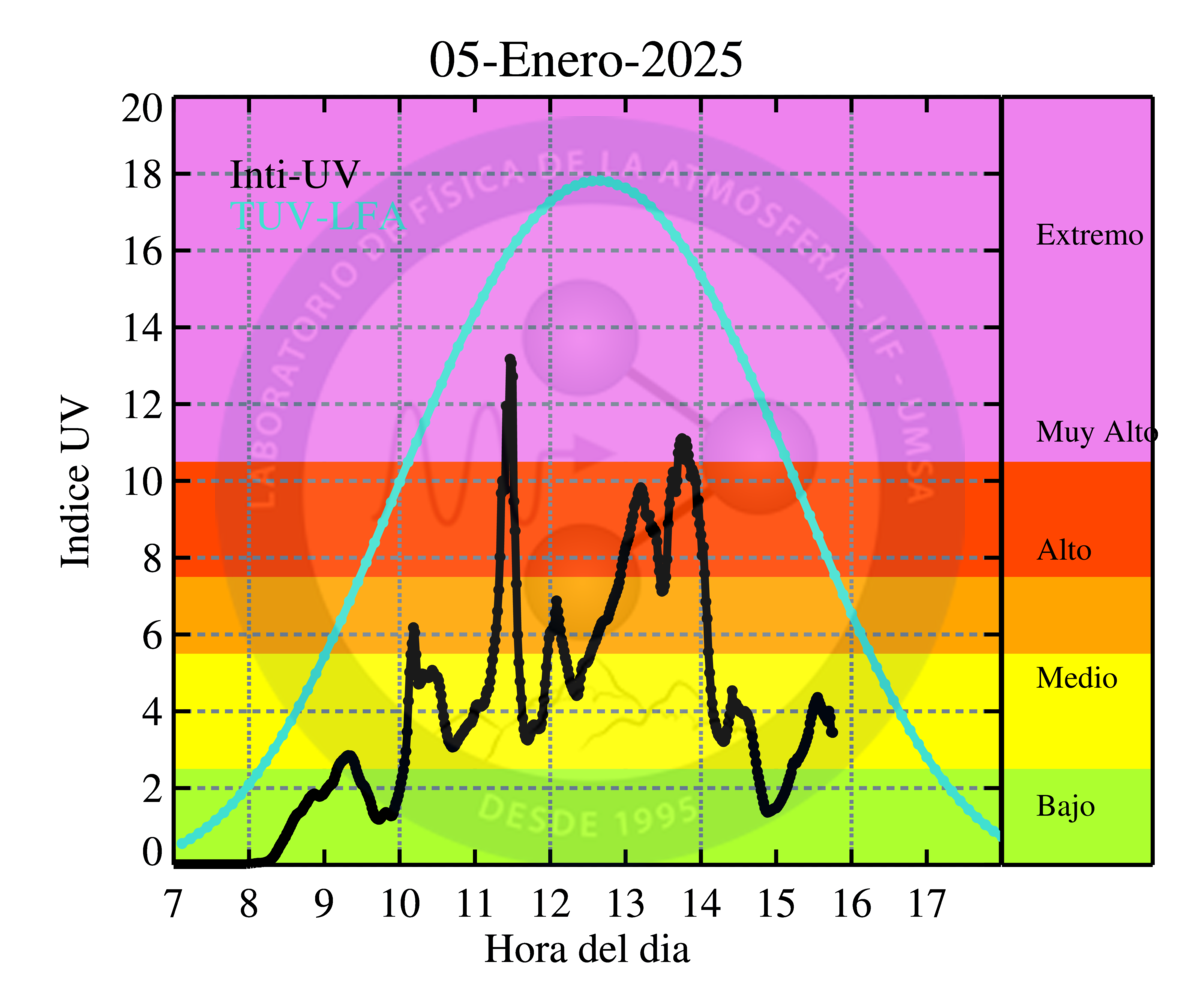 05-Enero-2025
20
18
16
14
12
10
8
6
4
2
0
Indice UV
Inti-UV
TUV-LFA
LABORATORIO DE FÍSICA DE LA ATMÓSFERA - IIF - UMSA
DESDE 1995
Extremo
Muy Alto
Alto
Medio
Bajo
7 8 9 10 11 12 13 14 15 16 17
Hora del dia